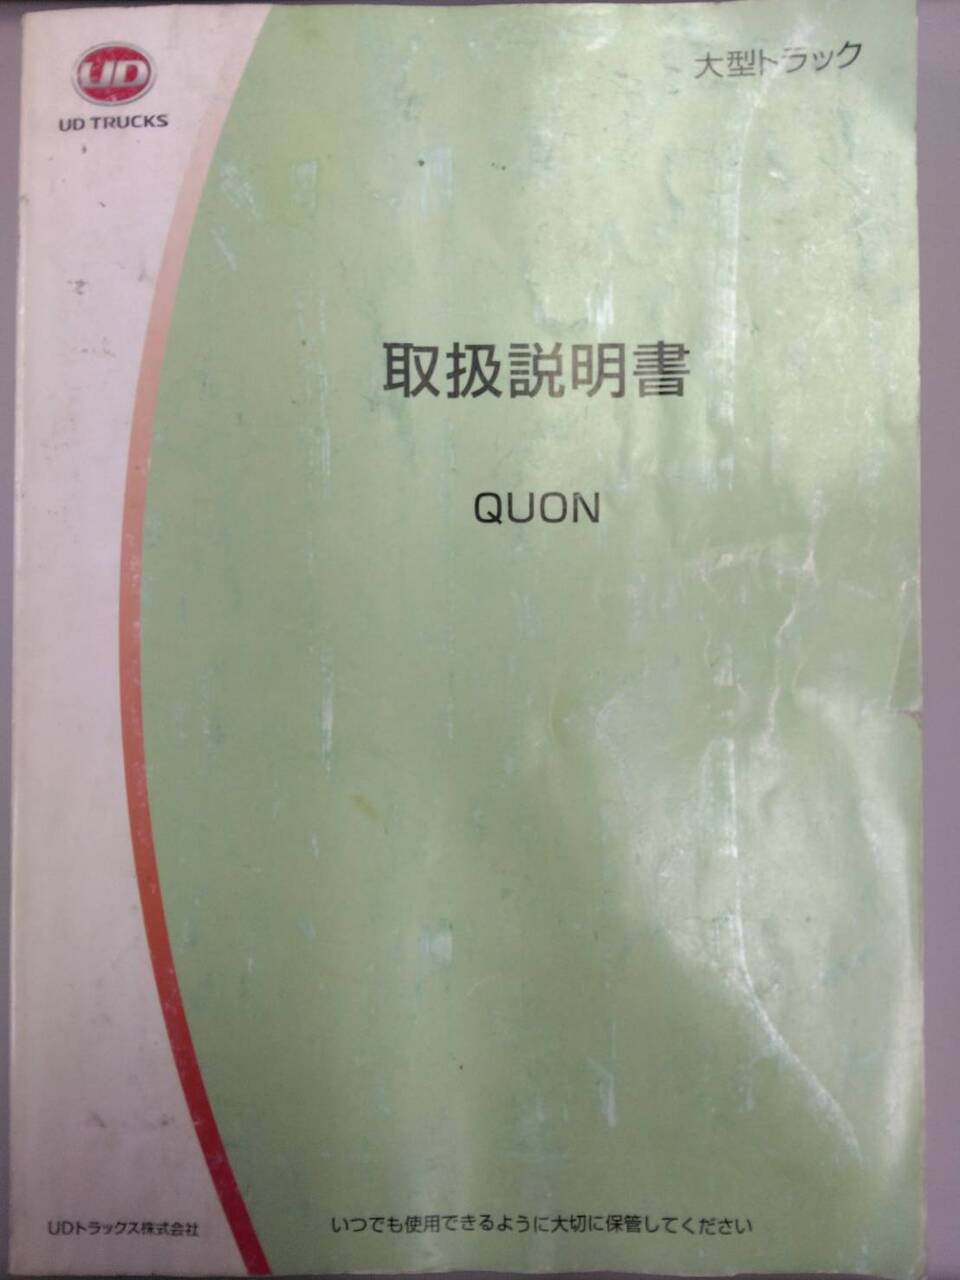 UD
UD TRUCKS
大型トラック
取扱説明書
QUON
UDトラックス株式会社
いつでも使用できるように大切に保管してください